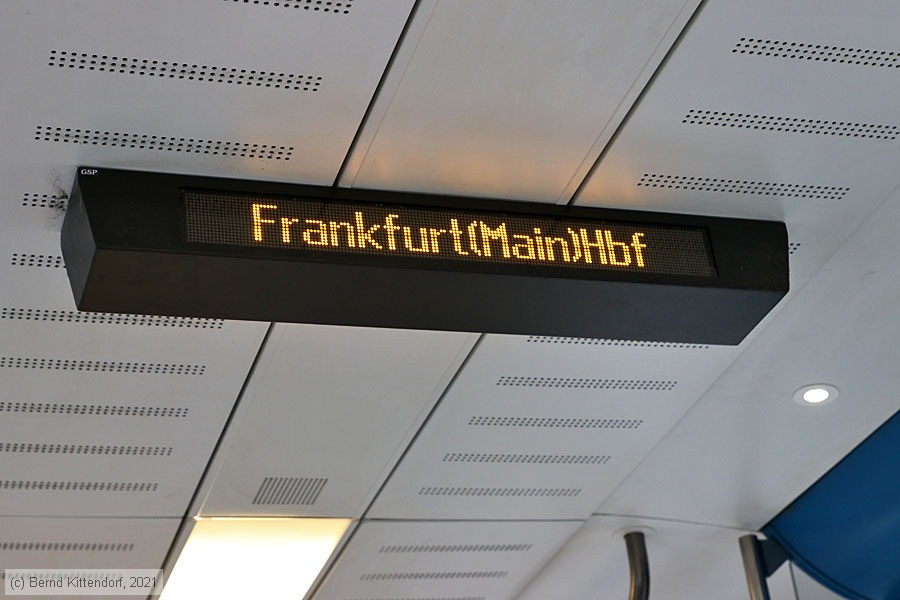 GSP
Frankfurt(Main)Hbf
(c) Bernd Kittendorf, 2021